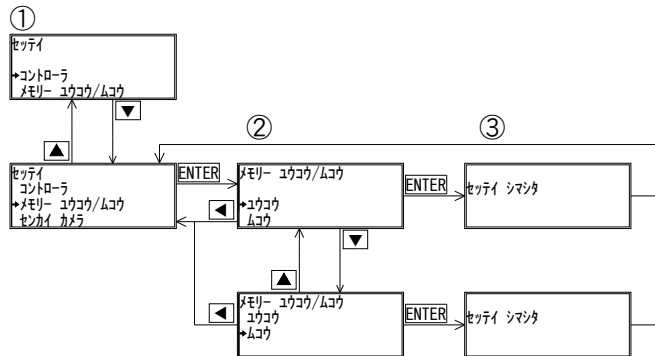 ①
セッテイ
→コントローラ
メモリー ユウコウ/ムコウ
▼
▲
②
③
セッテイ
コントローラ
→メモリー ユウコウ/ムコウ
センカイ カメラ
ENTER
メモリー ユウコウ/ムコウ
→ユウコウ
ムコウ
ENTER
セッテイ シマシタ
◀
▲
▼
メモリー ユウコウ/ムコウ
ユウコウ
→ムコウ
◀
ENTER
セッテイ シマシタ